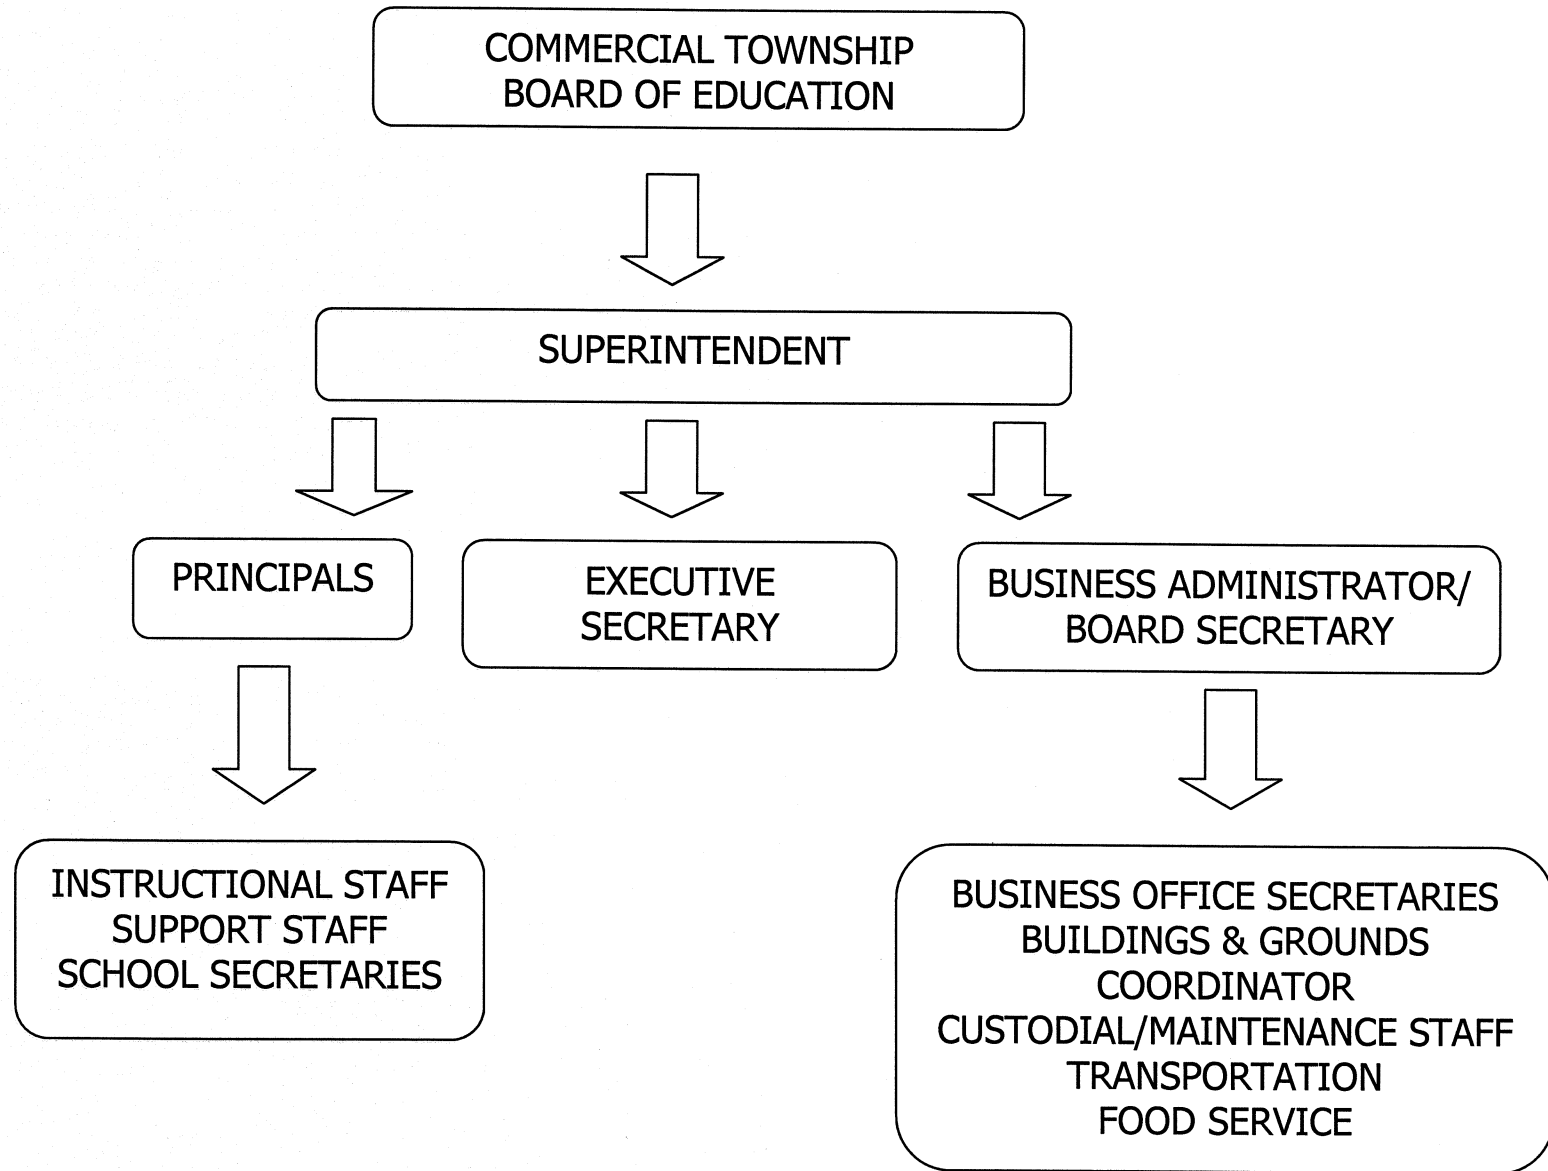 COMMERCIAL TOWNSHIP
BOARD OF EDUCATION
SUPERINTENDENT
PRINCIPALS
EXECUTIVE
SECRETARY
BUSINESS ADMINISTRATOR/
BOARD SECRETARY
INSTRUCTIONAL STAFF
SUPPORT STAFF
SCHOOL SECRETARIES
BUSINESS OFFICE SECRETARIES
BUILDINGS & GROUNDS
COORDINATOR
CUSTODIAL/MAINTENANCE STAFF
TRANSPORTATION
FOOD SERVICE